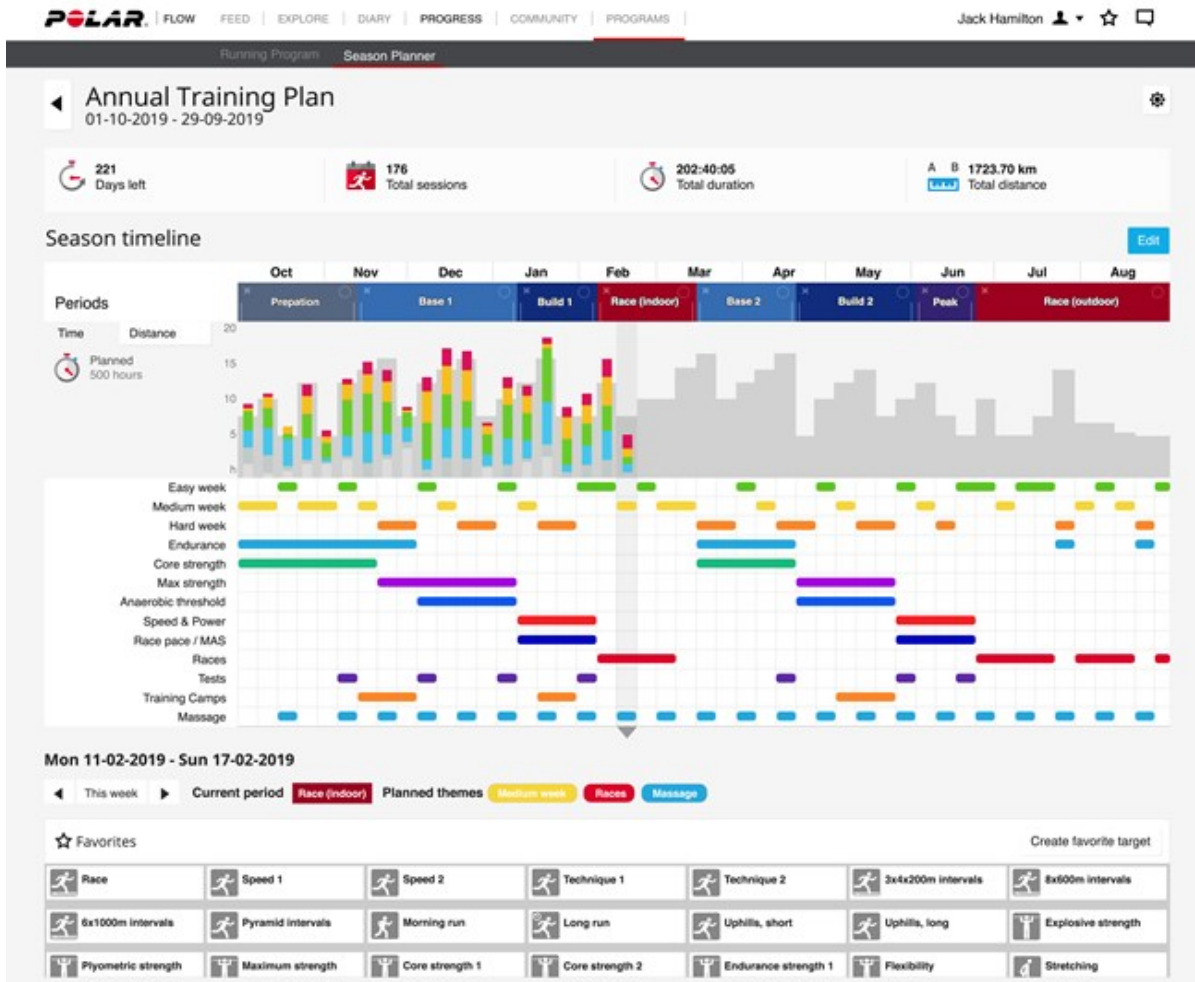 POLAR. FLOW FEED EXPLORE DIARY PROGRESS COMMUNITY PROGRAMS Jack Hamilton
Running Program Season Planner
Annual Training Plan
01-10-2019 - 29-09-2019
221 Days left
176 Total sessions
202:40:05 Total duration
A B 1723.70 km Total distance
Season timeline Edit
Oct Nov Dec Jan Feb Mar Apr May Jun Jul Aug
Periods Prepation Base 1 Build 1 Race (indoor) Base 2 Build 2 Peak Race (outdoor)
Time Distance
Planned
500 hours
20
15
10
5
h
Easy week
Medium week
Hard week
Endurance
Core strength
Max strength
Anaerobic threshold
Speed & Power
Race pace / MAS
Races
Tests
Training Camps
Massage
Mon 11-02-2019 - Sun 17-02-2019
This week Current period Race (indoor) Planned themes Medium week Races Massage
Favorites Create favorite target
Race Speed 1 Speed 2 Technique 1 Technique 2 3x4x200m intervals 8x600m intervals
6x1000m intervals Pyramid intervals Morning run Long run Uphills, short Uphills, long Explosive strength
Plyometric strength Maximum strength Core strength 1 Core strength 2 Endurance strength 1 Flexibility Stretching